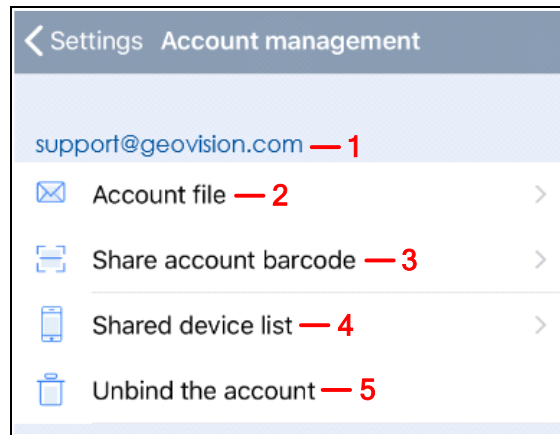 Settings Account management
support@geovision.com — 1
Account file — 2
Share account barcode — 3
Shared device list — 4
Unbind the account — 5